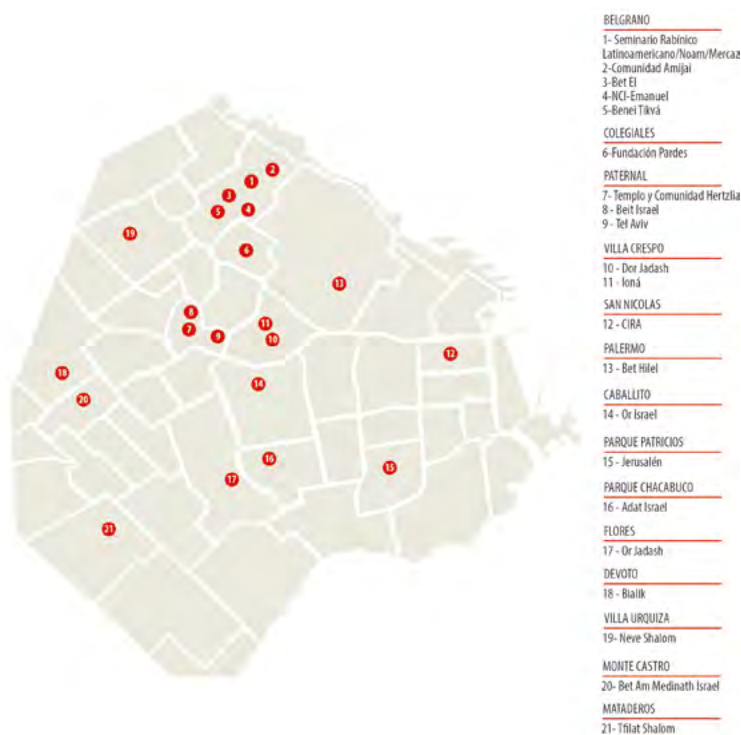 2
1
3
4
5
19
6
13
8
11
7
9
10
12
18
14
20
16
15
17
21
BELGRANO
1- Seminario Rabínico
Latinoamericano/Noam/Mercaz
2-Comunidad Amijai
3-Bet El
4-NCI-Emanuel
5-Benei Tikvá
COLEGIALES
6-Fundación Pardes
PATERNAL
7- Templo y Comunidad Hertzlia
8 - Beit Israel
9 - Tel Aviv
VILLA CRESPO
10 - Dor Jadash
11 - Ioná
SAN NICOLAS
12 - CIRA
PALERMO
13 - Bet Hilel
CABALLITO
14 - Or Israel
PARQUE PATRICIOS
15 - Jerusalén
PARQUE CHACABUCO
16 - Adat Israel
FLORES
17 - Or Jadash
DEVOTO
18 - Bialik
VILLA URQUIZA
19- Neve Shalom
MONTE CASTRO
20- Bet Am Medinath Israel
MATADEROS
21- Tfilat Shalom